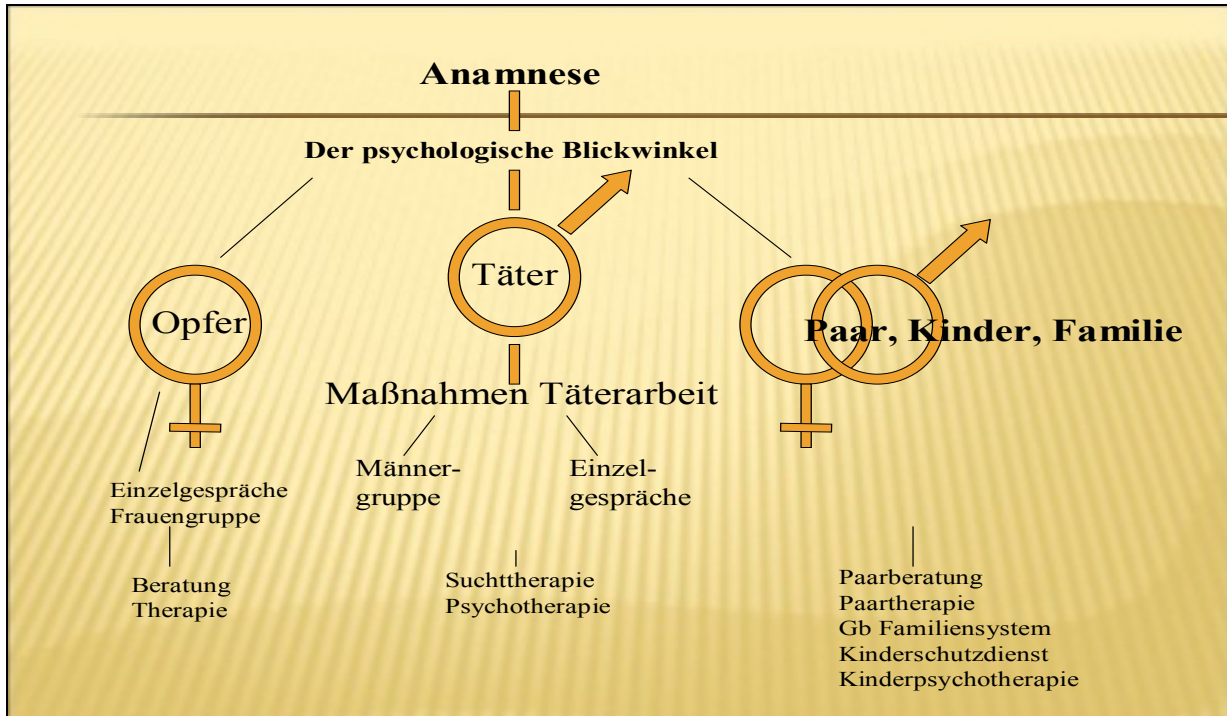 Anamnese
Der psychologische Blickwinkel
Opfer
Einzelgespräche
Frauengruppe
Beratung
Therapie
Täter
Maßnahmen Täterarbeit
Männer-
gruppe
Einzel-
gespräche
Suchttherapie
Psychotherapie
Paar, Kinder, Familie
Paarberatung
Paartherapie
Gb Familiensystem
Kinderschutzdienst
Kinderpsychotherapie